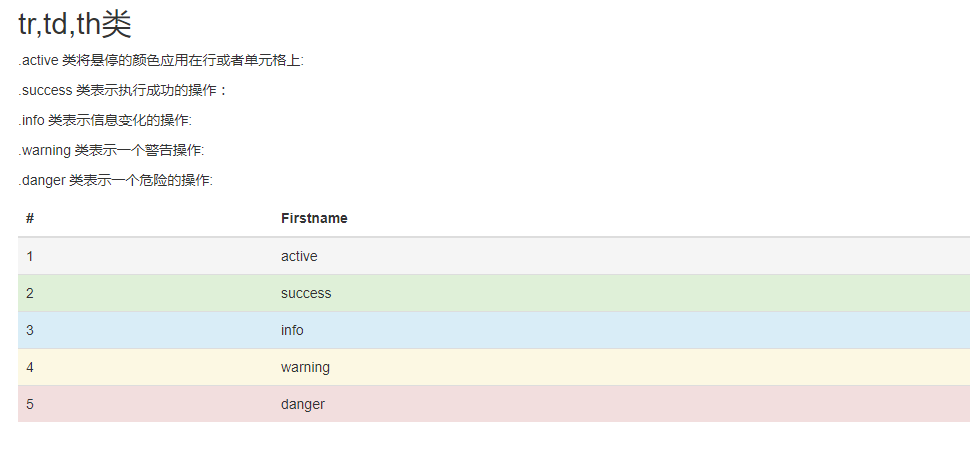 tr,td,th类
.active 类将悬停的颜色应用在行或者单元格上:
.success 类表示执行成功的操作：
.info 类表示信息变化的操作:
.warning 类表示一个警告操作:
.danger 类表示一个危险的操作:
# Firstname
1 active
2 success
3 info
4 warning
5 danger